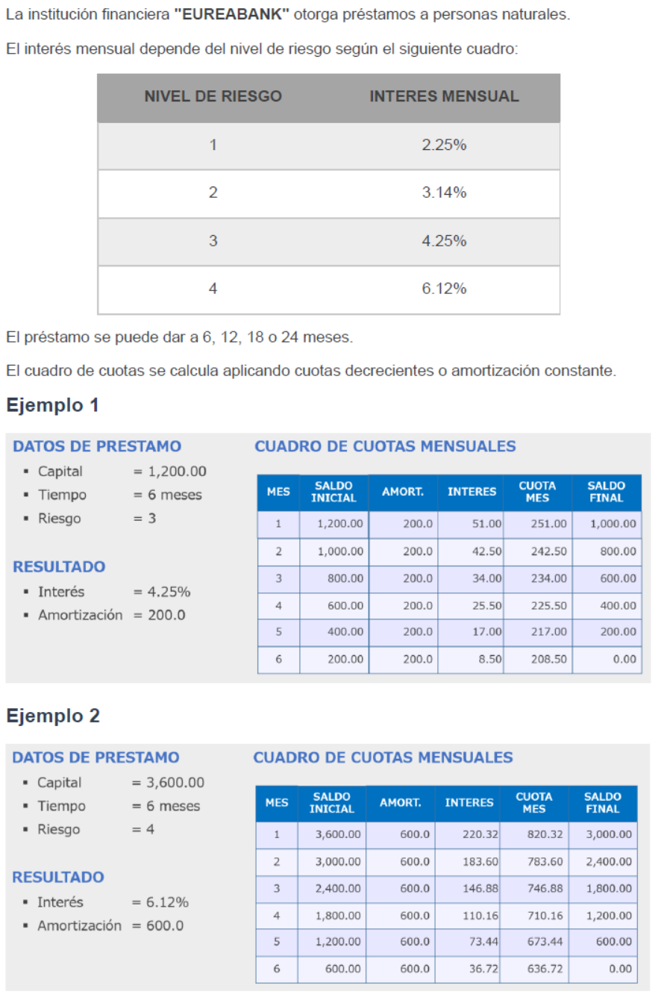 La institución financiera "EUREABANK" otorga préstamos a personas naturales.
El interés mensual depende del nivel de riesgo según el siguiente cuadro:
NIVEL DE RIESGO INTERES MENSUAL
1 2.25%
2 3.14%
3 4.25%
4 6.12%
El préstamo se puede dar a 6, 12, 18 o 24 meses.
El cuadro de cuotas se calcula aplicando cuotas decrecientes o amortización constante.
Ejemplo 1
DATOS DE PRESTAMO
▪ Capital = 1,200.00
▪ Tiempo = 6 meses
▪ Riesgo = 3
RESULTADO
▪ Interés = 4.25%
▪ Amortización = 200.0
CUADRO DE CUOTAS MENSUALES
MES SALDO INICIAL AMORT. INTERES CUOTA MES SALDO FINAL
1 1,200.00 200.0 51.00 251.00 1,000.00
2 1,000.00 200.0 42.50 242.50 800.00
3 800.00 200.0 34.00 234.00 600.00
4 600.00 200.0 25.50 225.50 400.00
5 400.00 200.0 17.00 217.00 200.00
6 200.00 200.0 8.50 208.50 0.00
Ejemplo 2
DATOS DE PRESTAMO
▪ Capital = 3,600.00
▪ Tiempo = 6 meses
▪ Riesgo = 4
RESULTADO
▪ Interés = 6.12%
▪ Amortización = 600.0
CUADRO DE CUOTAS MENSUALES
MES SALDO INICIAL AMORT. INTERES CUOTA MES SALDO FINAL
1 3,600.00 600.0 220.32 820.32 3,000.00
2 3,000.00 600.0 183.60 783.60 2,400.00
3 2,400.00 600.0 146.88 746.88 1,800.00
4 1,800.00 600.0 110.16 710.16 1,200.00
5 1,200.00 600.0 73.44 673.44 600.00
6 600.00 600.0 36.72 636.72 0.00